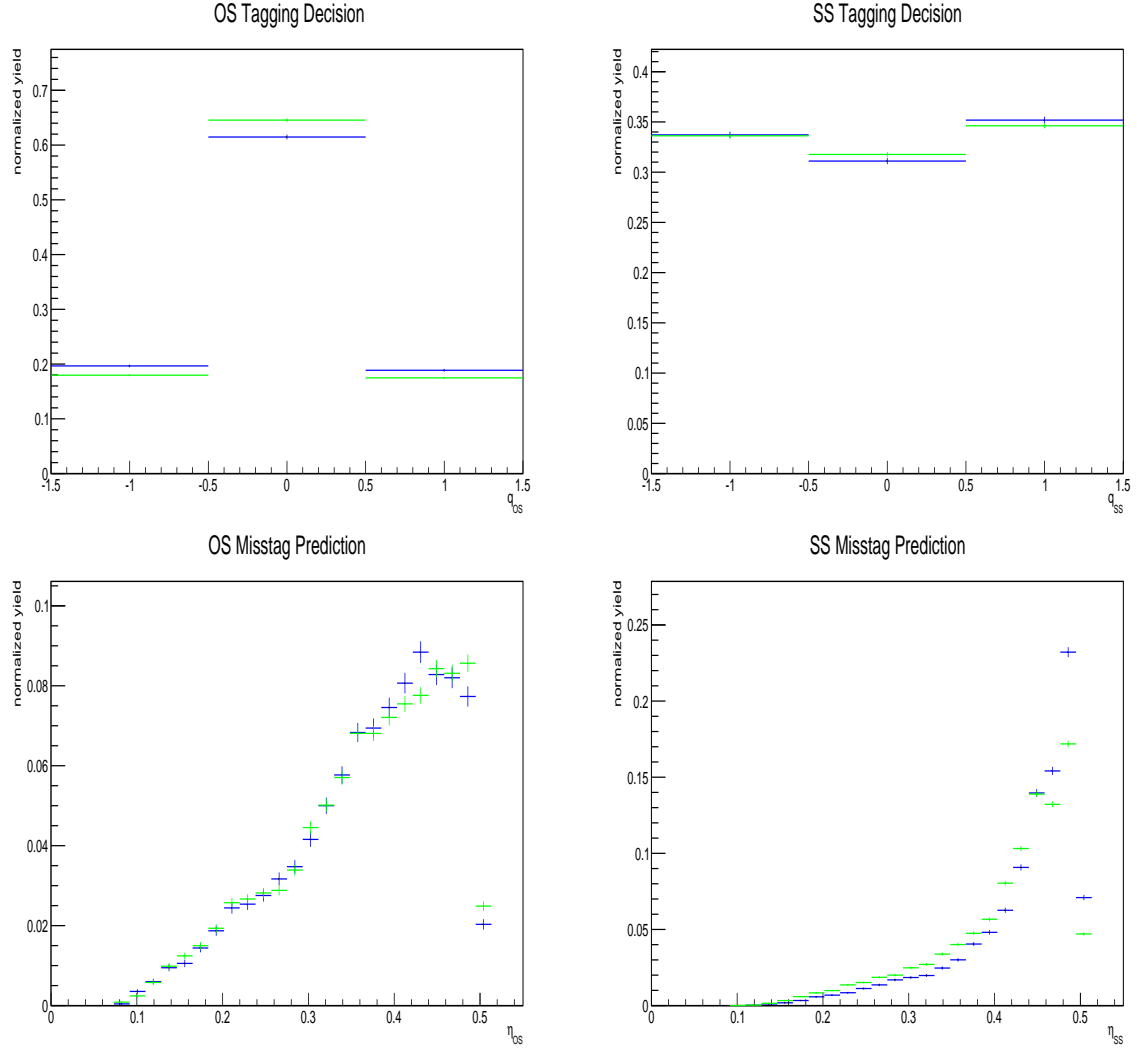 OS Tagging Decision
normalized yield
0.7
0.6
0.5
0.4
0.3
0.2
0.1
0
-1.5 -1 -0.5 0 0.5 1 1.5
qOS
SS Tagging Decision
normalized yield
0.4
0.35
0.3
0.25
0.2
0.15
0.1
0.05
0
-1.5 -1 -0.5 0 0.5 1 1.5
qSS
OS Misstag Prediction
normalized yield
0.1
0.08
0.06
0.04
0.02
0
0 0.1 0.2 0.3 0.4 0.5
ηOS
SS Misstag Prediction
normalized yield
0.25
0.2
0.15
0.1
0.05
0
0 0.1 0.2 0.3 0.4 0.5
ηSS